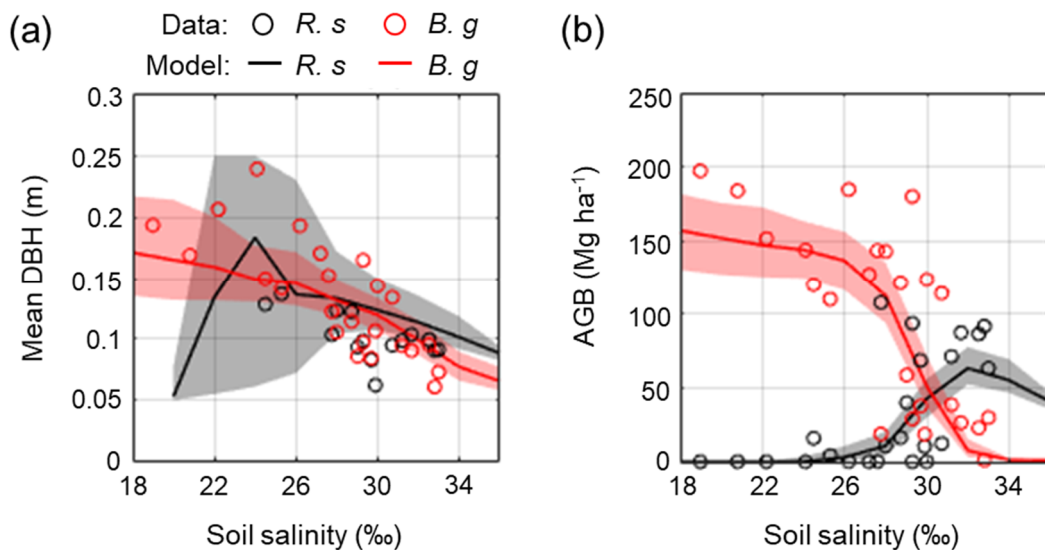 (a)
Data: R. s B. g
Model: R. s B. g
0.3
0.25
0.2
0.15
0.1
0.05
0
Mean DBH (m)
18 22 26 30 34
Soil salinity (‰)
(b)
250
200
150
100
50
0
AGB (Mg ha⁻¹)
18 22 26 30 34
Soil salinity (‰)